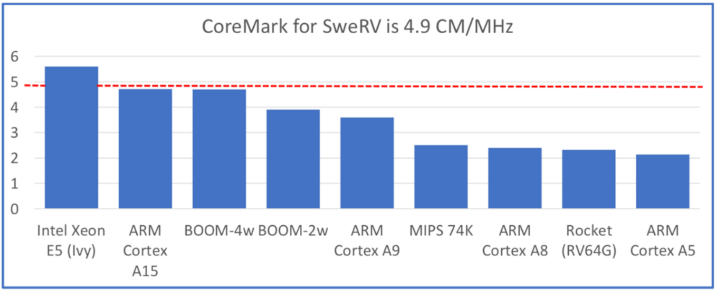 CoreMark for SweRV is 4.9 CM/MHz
6
5
4
3
2
1
0
Intel Xeon
E5 (Ivy)
ARM
Cortex
A15
BOOM-4w
BOOM-2w
ARM
Cortex A9
MIPS 74K
ARM
Cortex A8
Rocket
(RV64G)
ARM
Cortex A5